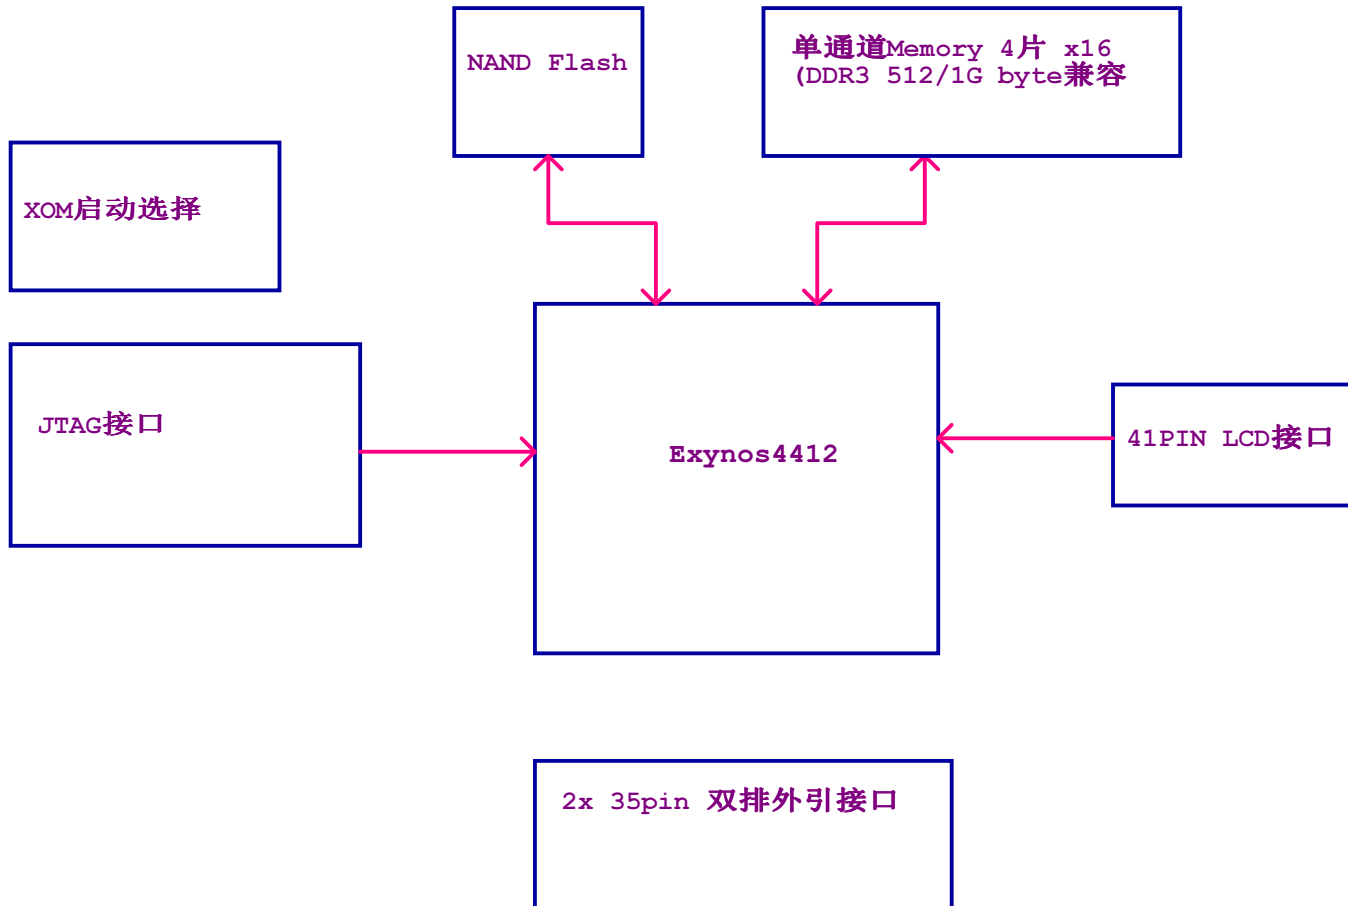 NAND Flash
单通道Memory 4片 x16
(DDR3 512/1G byte兼容
XOM启动选择
JTAG接口
Exynos4412
41PIN LCD接口
2x 35pin 双排外引接口